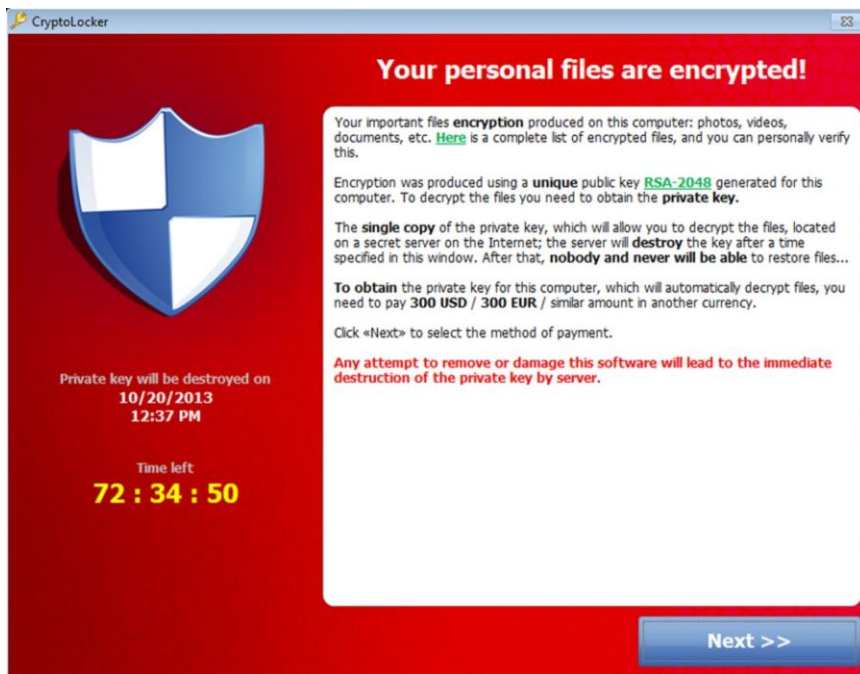 CryptoLocker
Your personal files are encrypted!
Your important files encryption produced on this computer: photos, videos,
documents, etc. Here is a complete list of encrypted files, and you can personally verify
this.
Encryption was produced using a unique public key RSA-2048 generated for this
computer. To decrypt the files you need to obtain the private key.
The single copy of the private key, which will allow you to decrypt the files, located
on a secret server on the Internet; the server will destroy the key after a time
specified in this window. After that, nobody and never will be able to restore files...
To obtain the private key for this computer, which will automatically decrypt files, you
need to pay 300 USD / 300 EUR / similar amount in another currency.
Click «Next» to select the method of payment.
Any attempt to remove or damage this software will lead to the immediate
destruction of the private key by server.
Private key will be destroyed on
10/20/2013
12:37 PM
Time left
72 : 34 : 50
Next >>